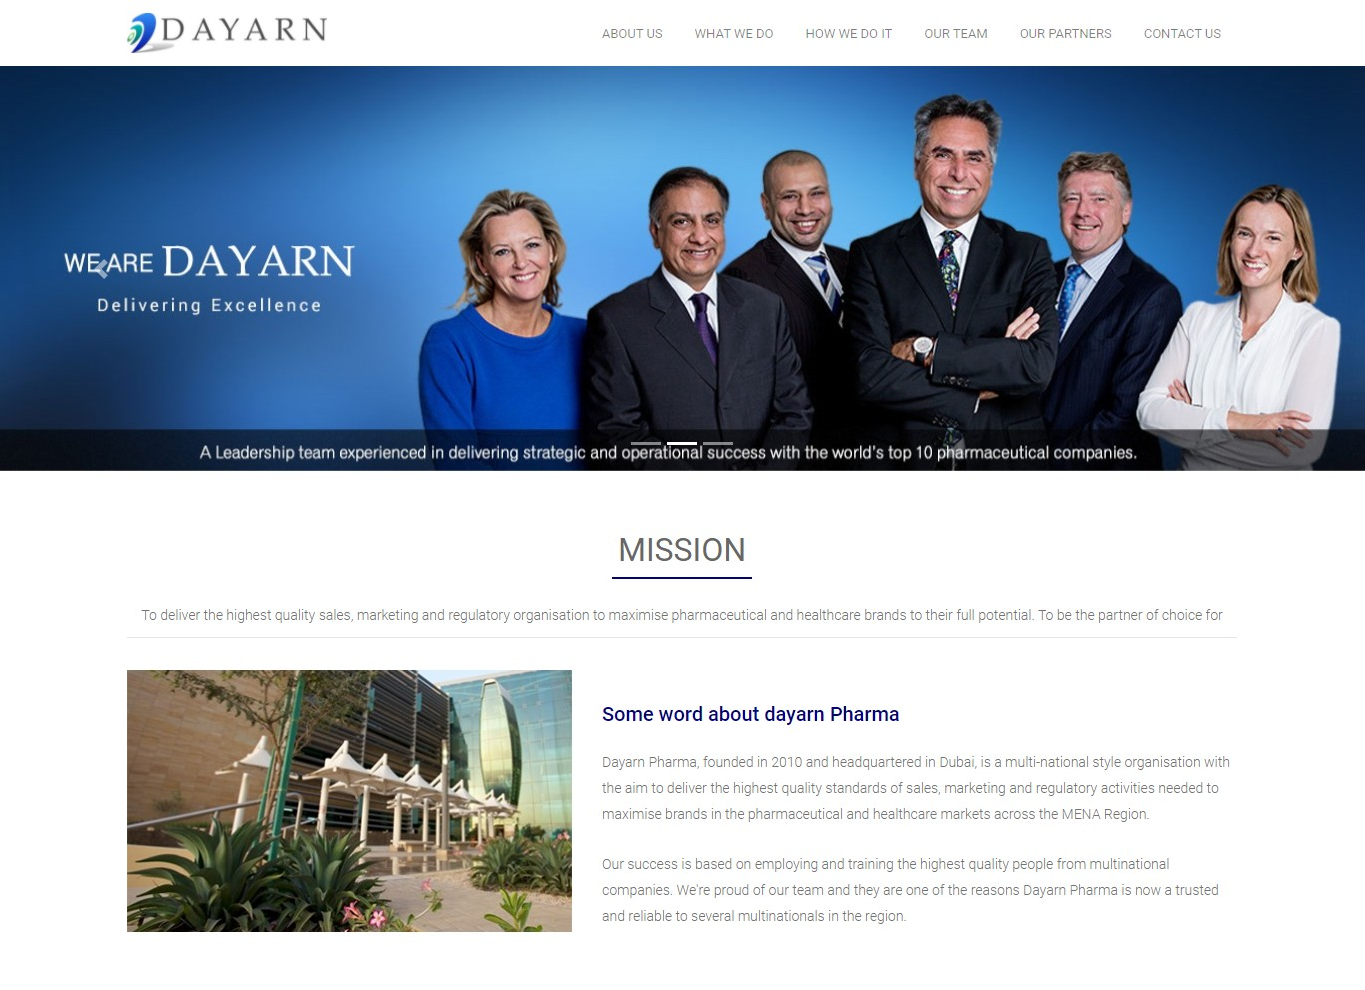 DAYARN
ABOUT US
WHAT WE DO
HOW WE DO IT
OUR TEAM
OUR PARTNERS
CONTACT US
WE ARE DAYARN
Delivering Excellence
A Leadership team experienced in delivering strategic and operational success with the world's top 10 pharmaceutical companies.
MISSION
To deliver the highest quality sales, marketing and regulatory organisation to maximise pharmaceutical and healthcare brands to their full potential. To be the partner of choice for
Some word about dayarn Pharma
Dayarn Pharma, founded in 2010 and headquartered in Dubai, is a multi-national style organisation with
the aim to deliver the highest quality standards of sales, marketing and regulatory activities needed to
maximise brands in the pharmaceutical and healthcare markets across the MENA Region.
Our success is based on employing and training the highest quality people from multinational
companies. We're proud of our team and they are one of the reasons Dayarn Pharma is now a trusted
and reliable to several multinationals in the region.